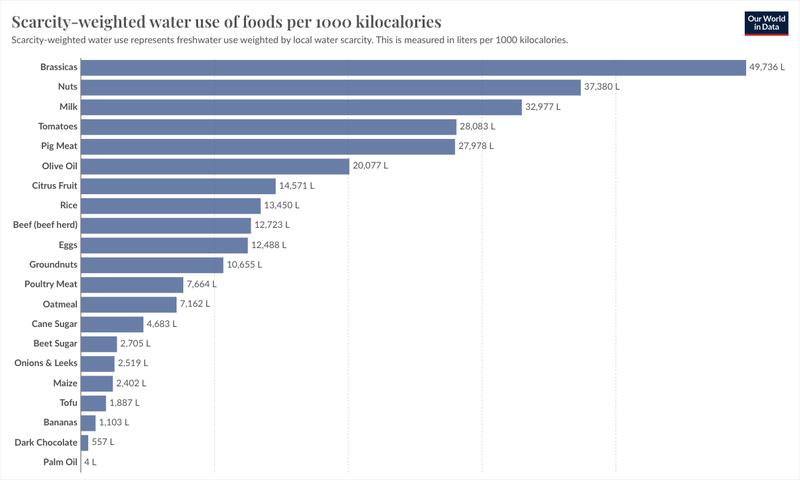 Scarcity-weighted water use of foods per 1000 kilocalories
Our World
in Data
Scarcity-weighted water use represents freshwater use weighted by local water scarcity. This is measured in liters per 1000 kilocalories.
Brassicas 49,736 L
Nuts 37,380 L
Milk 32,977 L
Tomatoes 28,083 L
Pig Meat 27,978 L
Olive Oil 20,077 L
Citrus Fruit 14,571 L
Rice 13,450 L
Beef (beef herd) 12,723 L
Eggs 12,488 L
Groundnuts 10,655 L
Poultry Meat 7,664 L
Oatmeal 7,162 L
Cane Sugar 4,683 L
Beet Sugar 2,705 L
Onions & Leeks 2,519 L
Maize 2,402 L
Tofu 1,887 L
Bananas 1,103 L
Dark Chocolate 557 L
Palm Oil 4 L